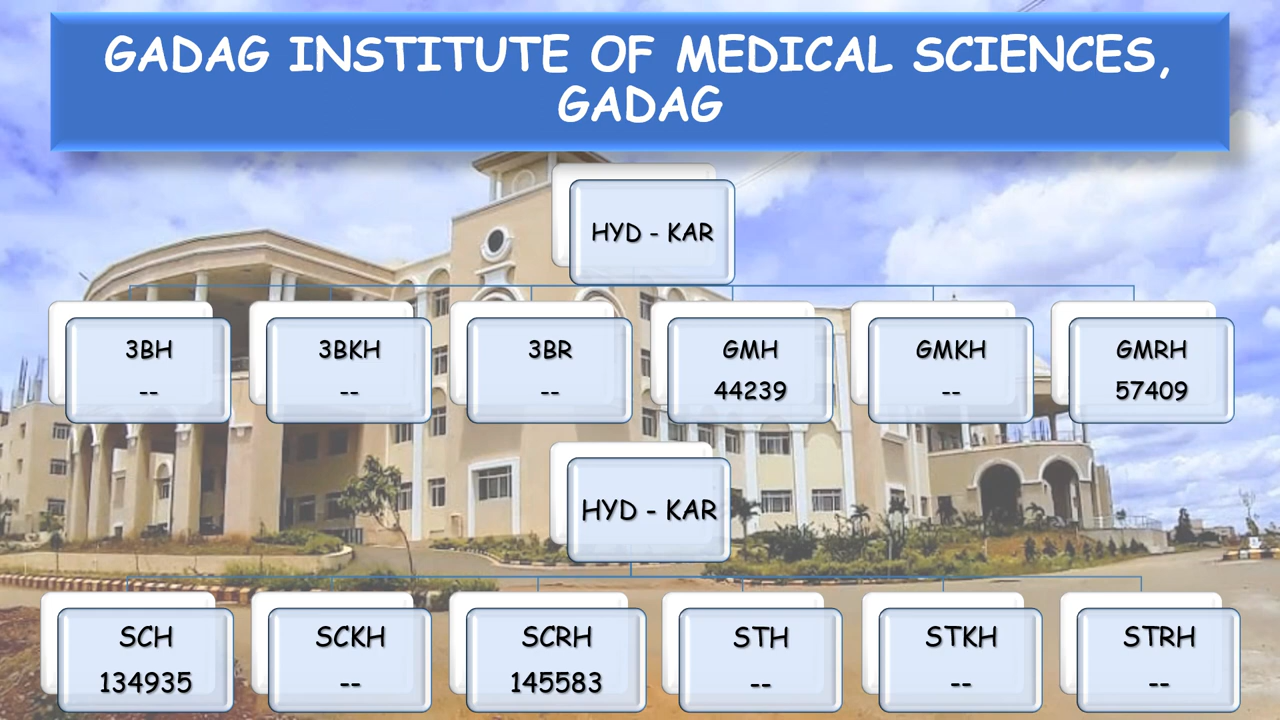 GADAG INSTITUTE OF MEDICAL SCIENCES,
GADAG
HYD - KAR
3BH
--
3BKH
--
3BR
--
GMH
44239
GMKH
--
GMRH
57409
HYD - KAR
SCH
134935
SCKH
--
SCRH
145583
STH
--
STKH
--
STRH
--